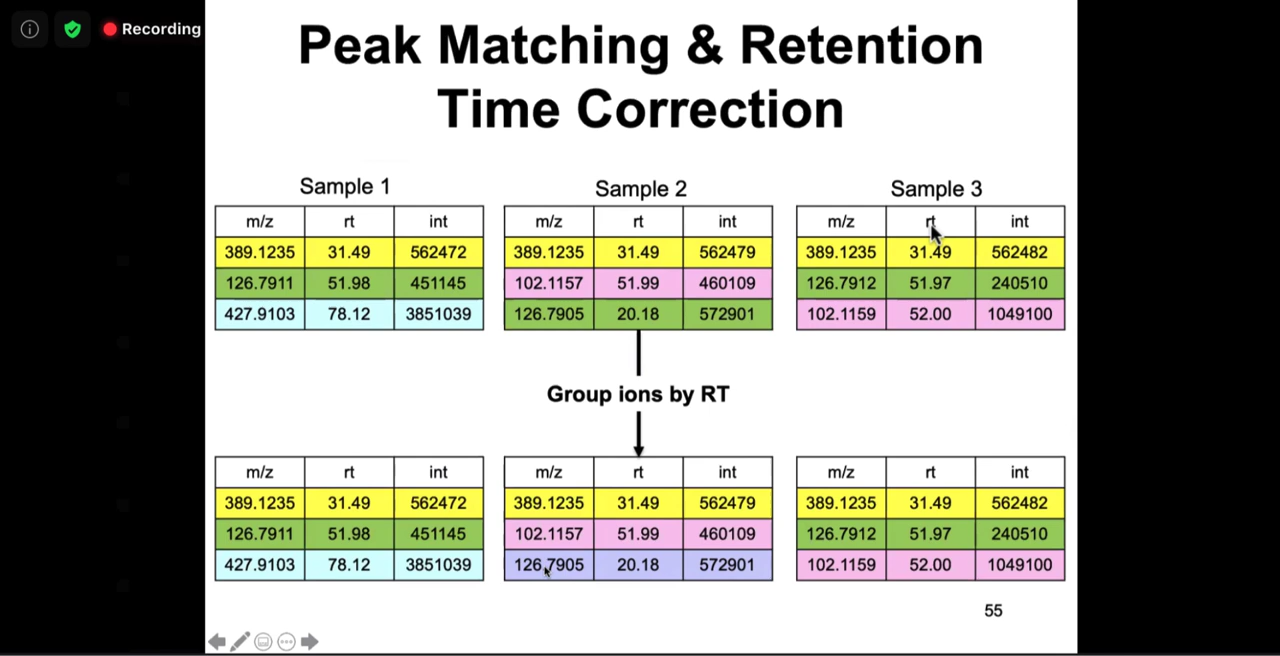 Recording
Peak Matching & Retention
Time Correction
Sample 1 Sample 2 Sample 3
m/z rt int m/z rt int m/z rt int
389.1235 31.49 562472 389.1235 31.49 562479 389.1235 31.49 562482
126.7911 51.98 451145 102.1157 51.99 460109 126.7912 51.97 240510
427.9103 78.12 3851039 126.7905 20.18 572901 102.1159 52.00 1049100
Group ions by RT
m/z rt int m/z rt int m/z rt int
389.1235 31.49 562472 389.1235 31.49 562479 389.1235 31.49 562482
126.7911 51.98 451145 102.1157 51.99 460109 126.7912 51.97 240510
427.9103 78.12 3851039 126.7905 20.18 572901 102.1159 52.00 1049100
55